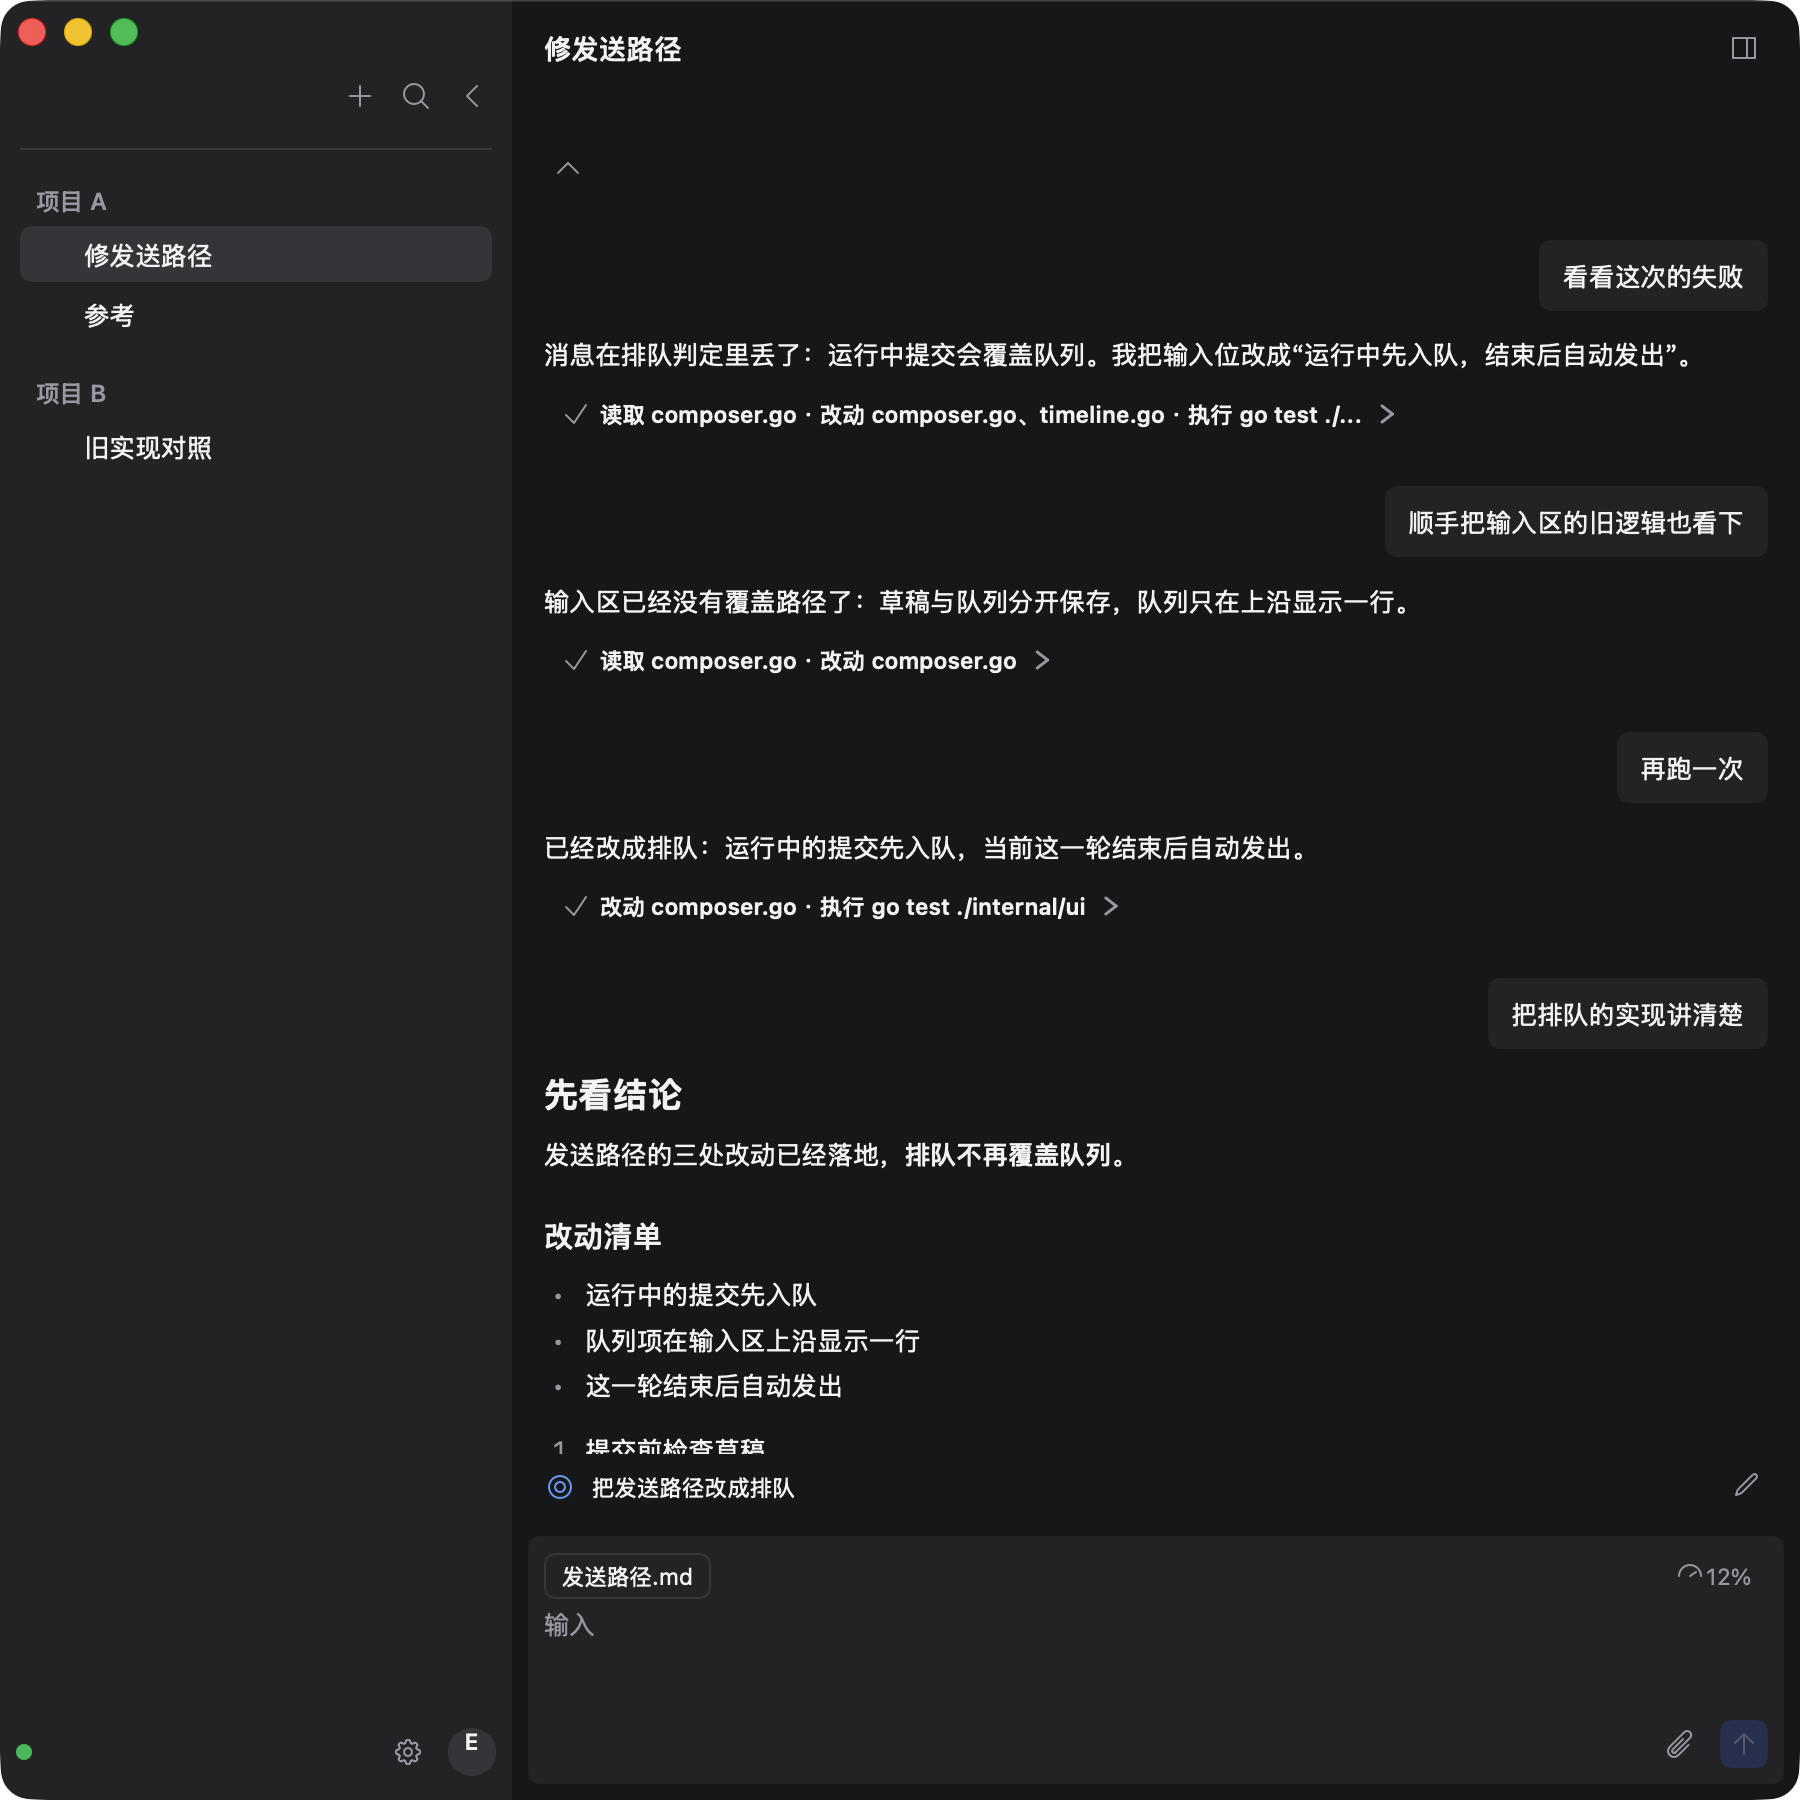 修发送路径
项目 A
修发送路径
参考
项目 B
旧实现对照
看看这次的失败
消息在排队判定里丢了：运行中提交会覆盖队列。我把输入位改成“运行中先入队，结束后自动发出”。
读取 composer.go · 改动 composer.go、timeline.go · 执行 go test ./...
顺手把输入区的旧逻辑也看下
输入区已经没有覆盖路径了：草稿与队列分开保存，队列只在上沿显示一行。
读取 composer.go · 改动 composer.go
再跑一次
已经改成排队：运行中的提交先入队，当前这一轮结束后自动发出。
改动 composer.go · 执行 go test ./internal/ui
把排队的实现讲清楚
先看结论
发送路径的三处改动已经落地，排队不再覆盖队列。
改动清单
• 运行中的提交先入队
• 队列项在输入区上沿显示一行
• 这一轮结束后自动发出
1 提交前检查草稿
把发送路径改成排队
发送路径.md
12%
输入
E